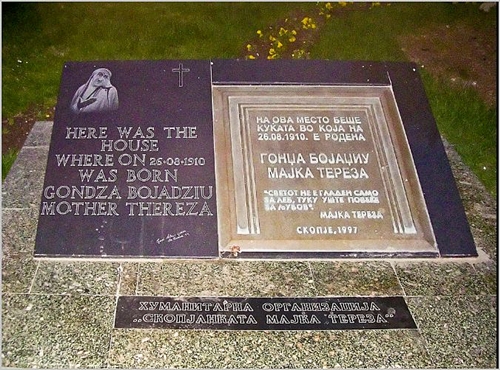 HERE WAS THE
HOUSE
WHERE ON 26-08-1910
WAS BORN
GONDZA BOJADZIU
MOTHER THEREZA
НА ОВА МЕСТО БЕШЕ
КУЌАТА ВО КОЈА НА
26.08.1910. Е РОДЕНА
ГОНЏА БОЈАЏИУ
МАЈКА ТЕРЕЗА
"СВЕТОТ НЕ Е ГЛАДЕН САМО
ЗА ЛЕБ, ТУКУ УШТЕ ПОВЕЌЕ
ЗА ЉУБОВ".
МАЈКА ТЕРЕЗА
СКОПЈЕ, 1997
ХУМАНИТАРНА ОРГАНИЗАЦИЈА
„СКОПЈАНКАТА МАЈКА ТЕРЕЗА“